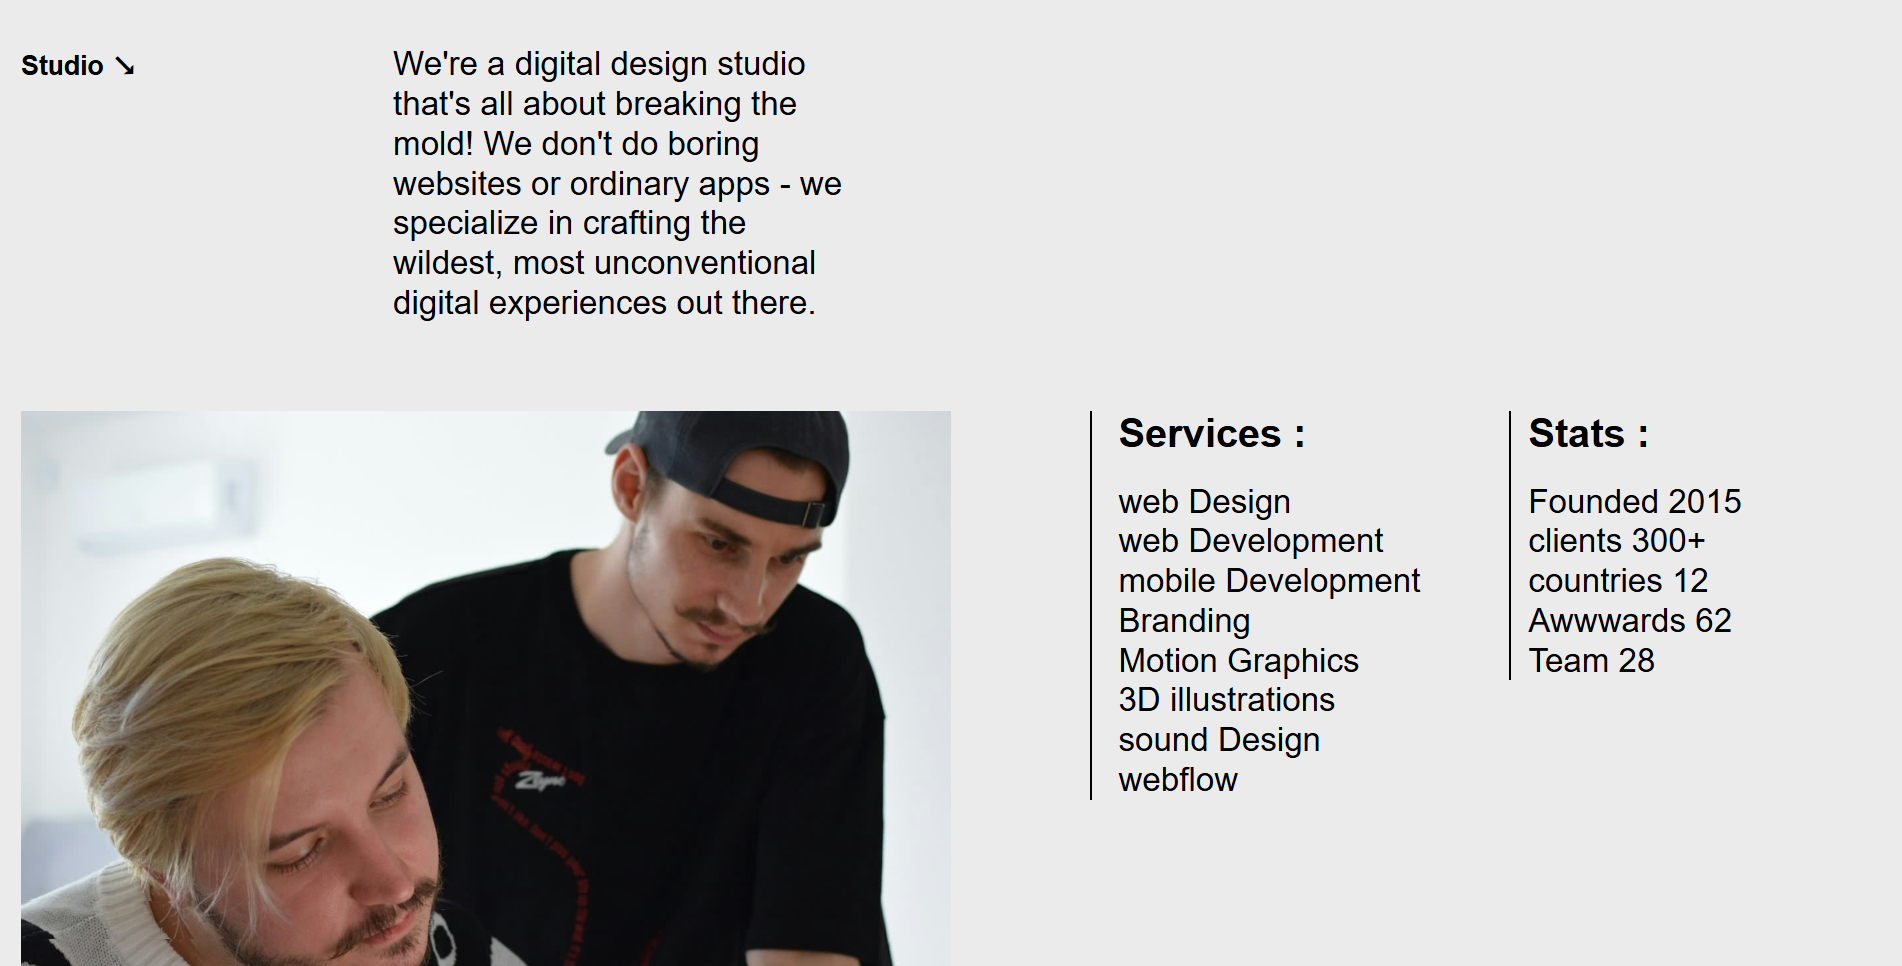 Studio ↘
We're a digital design studio
that's all about breaking the
mold! We don't do boring
websites or ordinary apps - we
specialize in crafting the
wildest, most unconventional
digital experiences out there.
Services :
web Design
web Development
mobile Development
Branding
Motion Graphics
3D illustrations
sound Design
webflow
Stats :
Founded 2015
clients 300+
countries 12
Awwwards 62
Team 28